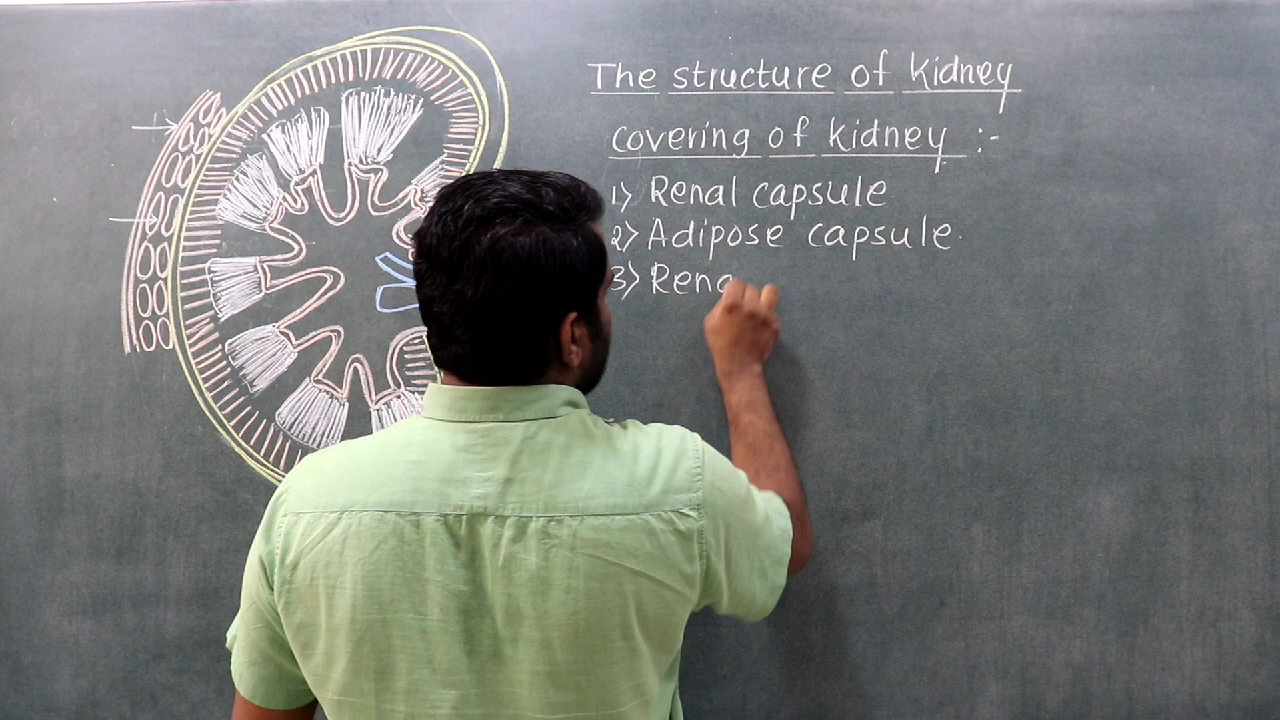 The structure of kidney
covering of kidney :-
1> Renal capsule
2> Adipose capsule.
3> Rena